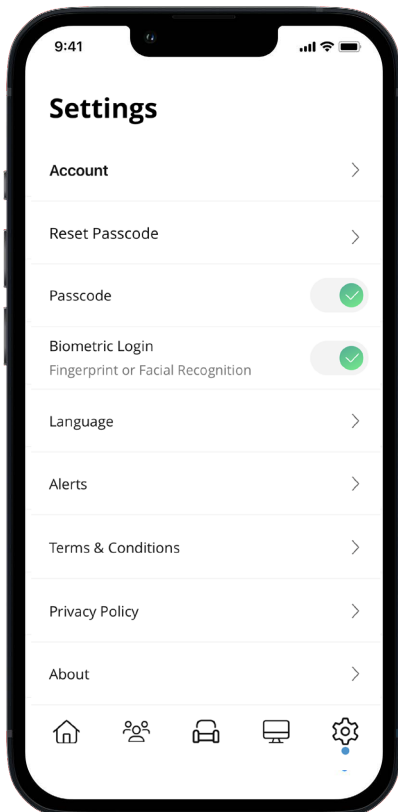 9:41
Settings
Account
Reset Passcode
Passcode
Biometric Login
Fingerprint or Facial Recognition
Language
Alerts
Terms & Conditions
Privacy Policy
About